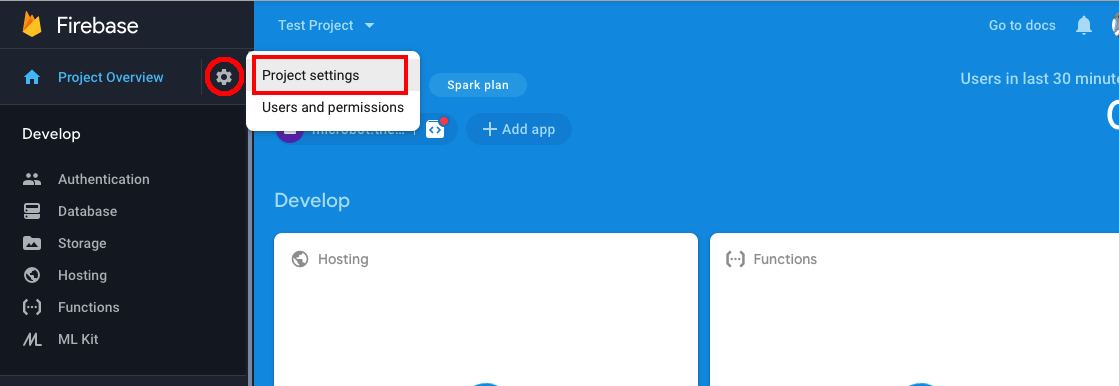 Firebase
Test Project
Go to docs
Project Overview
Project settings
Users and permissions
Spark plan
Users in last 30 minute
Add app
Develop
Authentication
Database
Storage
Hosting
Functions
ML Kit
Develop
Hosting
Functions